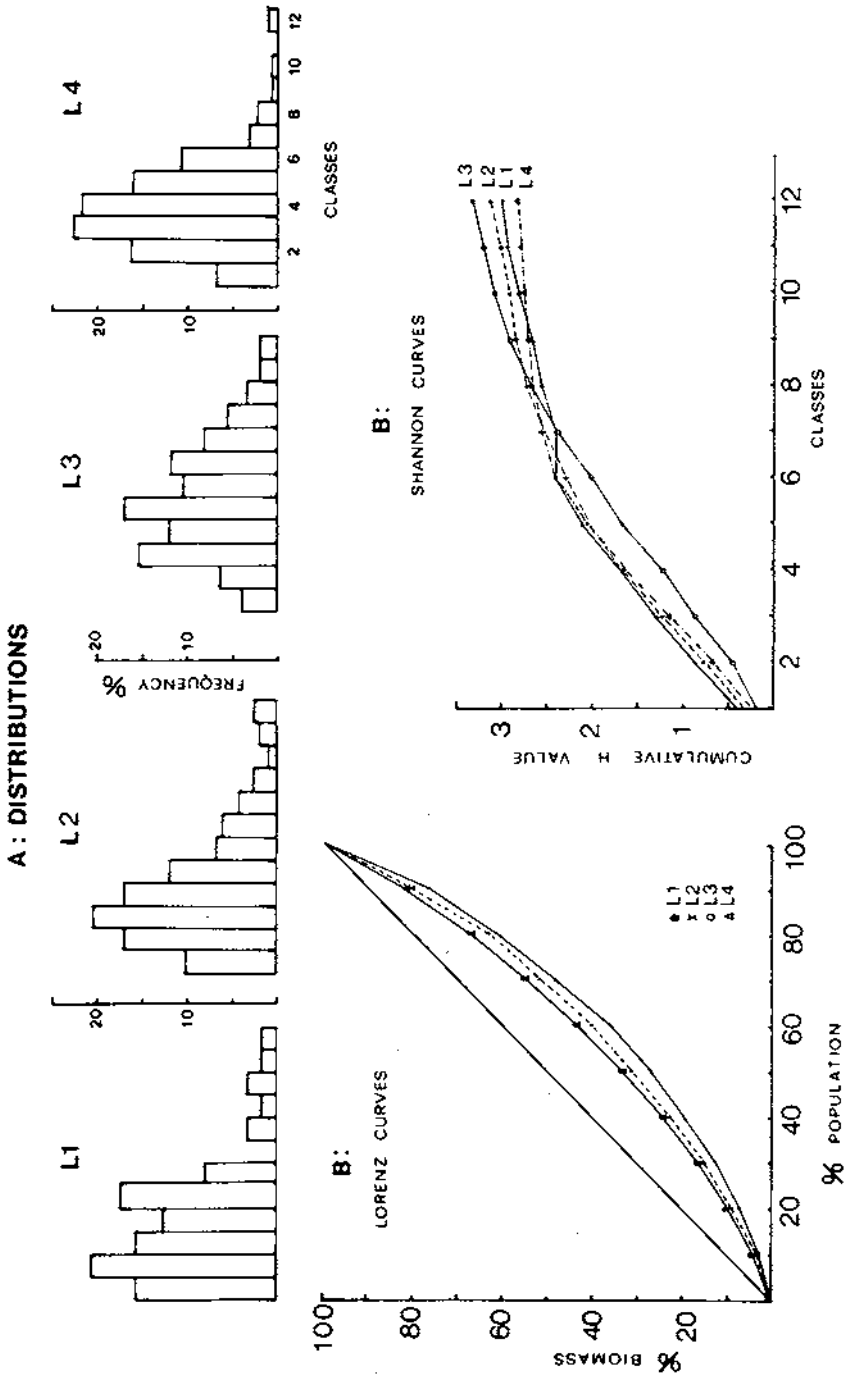 A: DISTRIBUTIONS
L1
L2
L3
L4
20
10
20
10
FREQUENCY %
20
10
2
4
6
8
10
12
CLASSES
B:
LORENZ CURVES
100
80
60
40
20
% BIOMASS
20
40
60
80
100
% POPULATION
L1
L2
L3
L4
B:
SHANNON CURVES
3
2
1
CUMULATIVE H VALUE
2
4
6
8
10
12
CLASSES
L3
L2
L1
L4